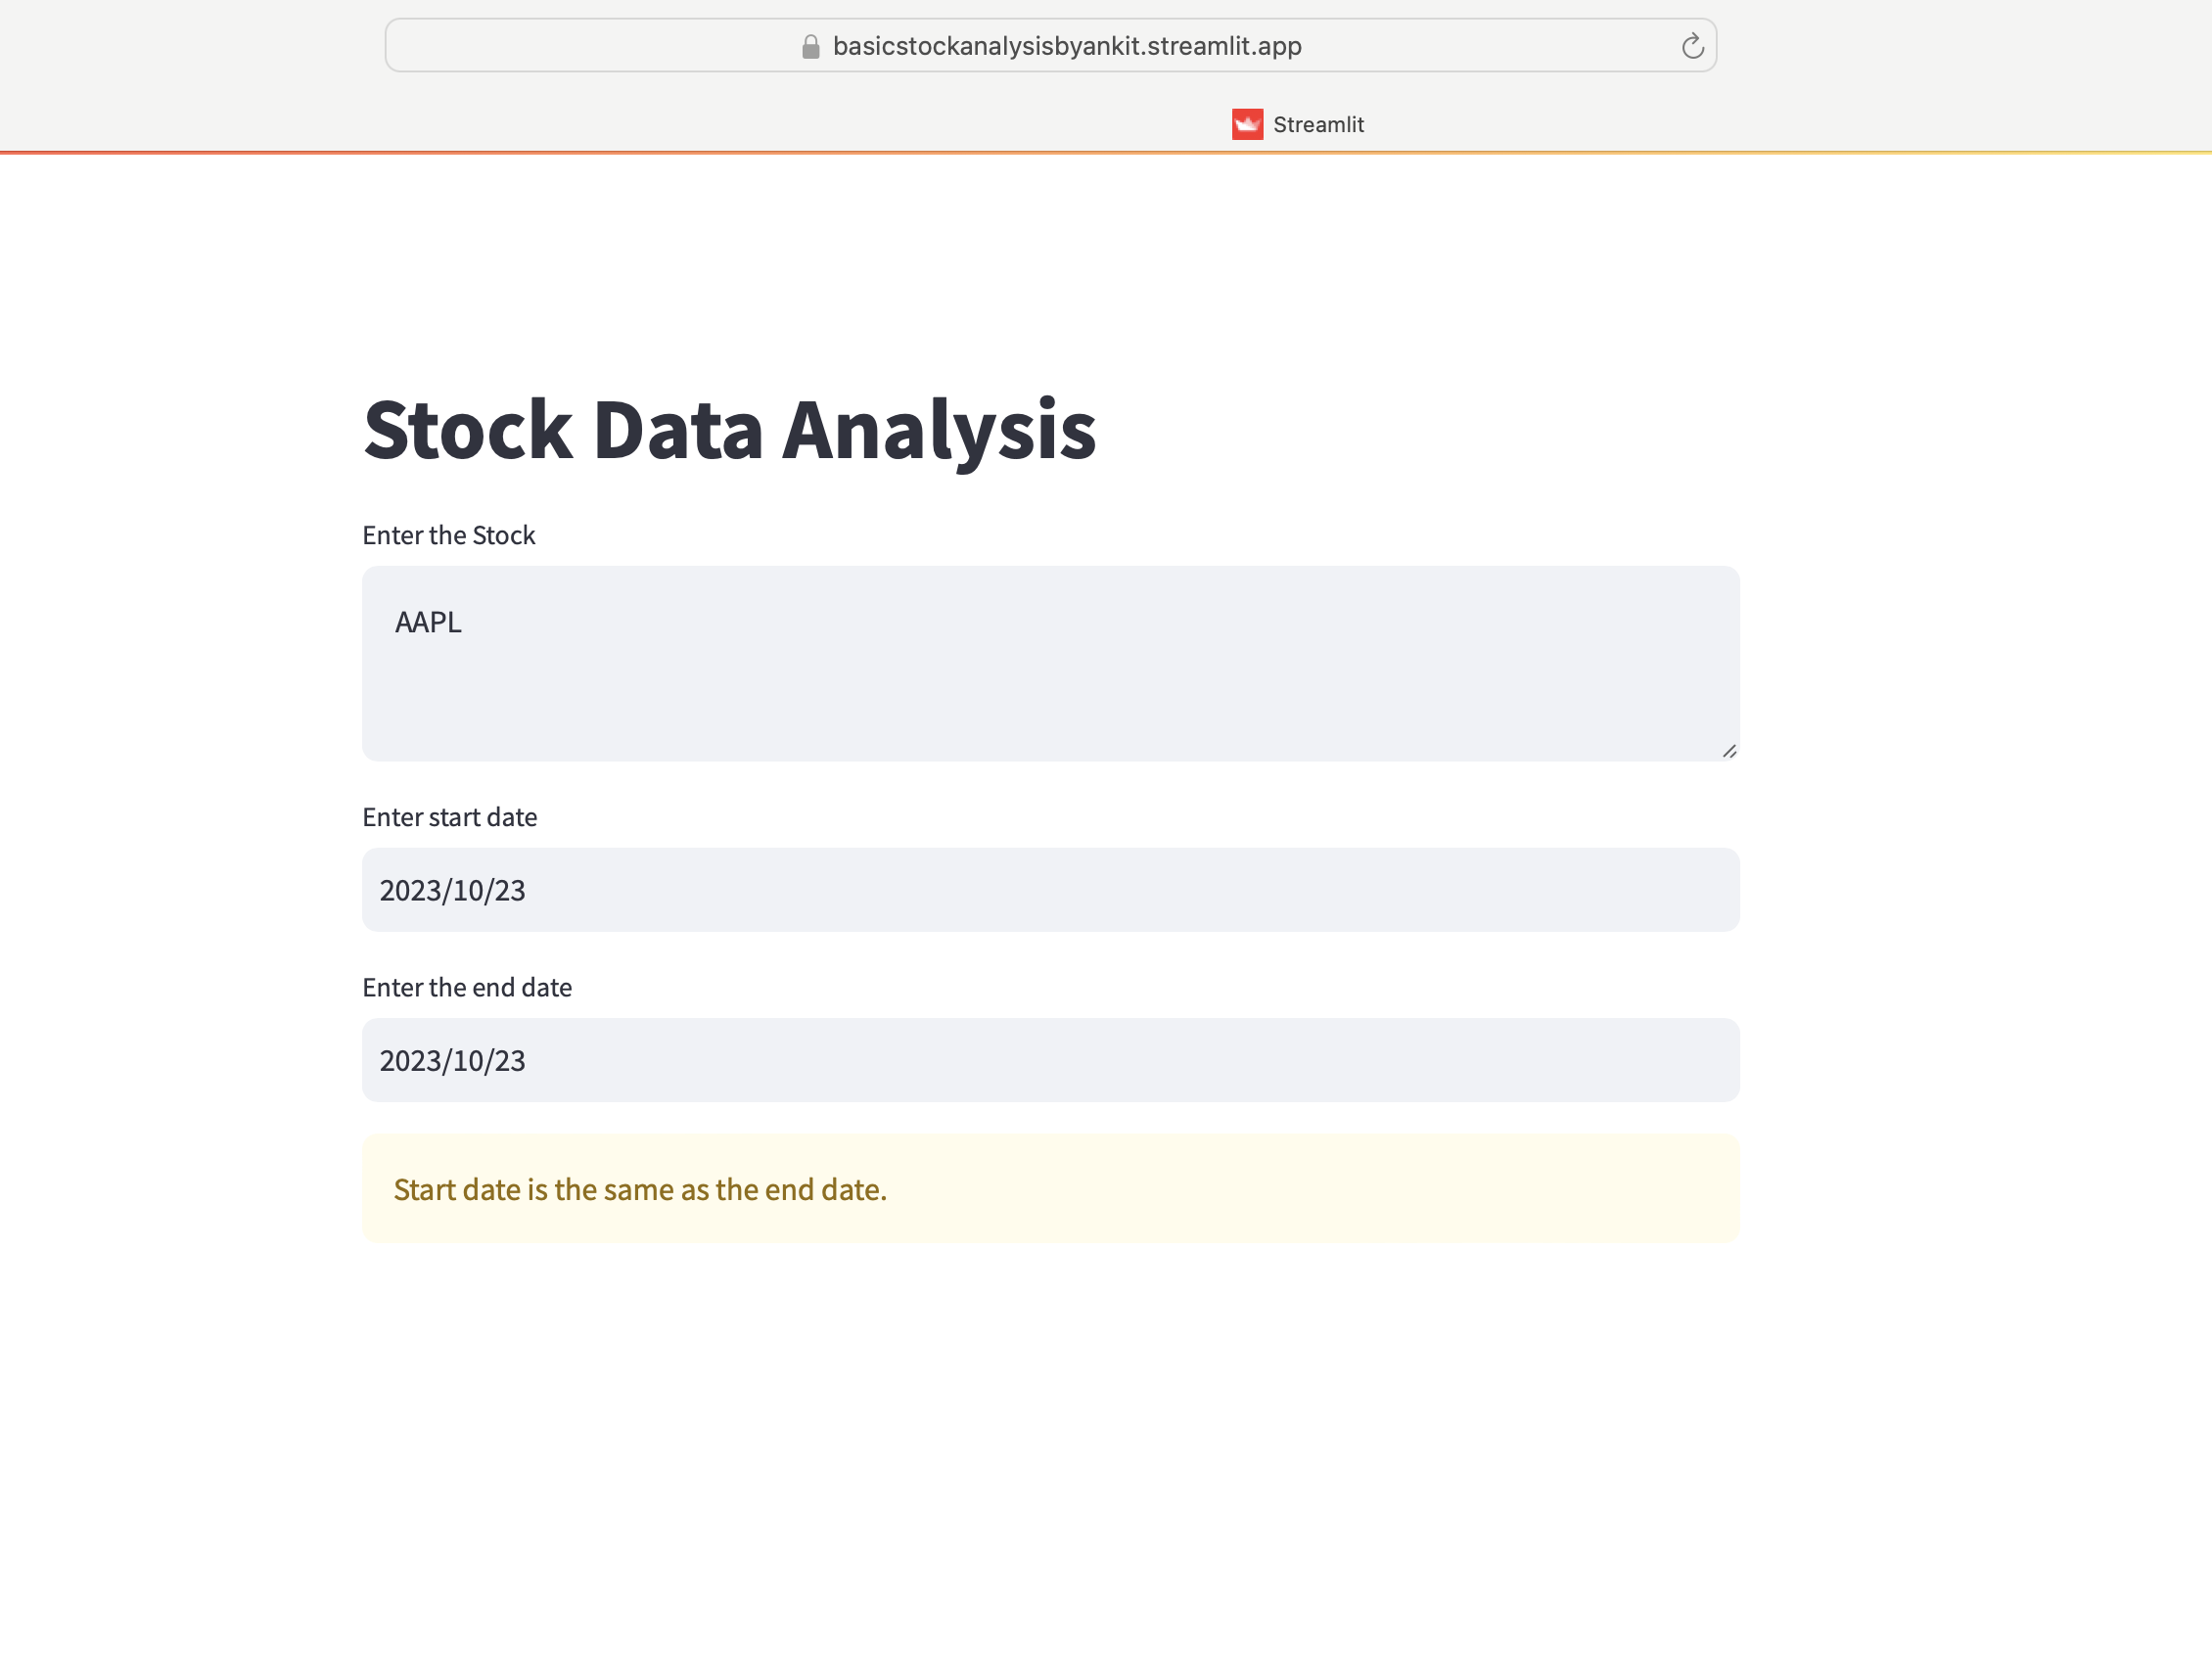 basicstockanalysisbyankit.streamlit.app
Streamlit
Stock Data Analysis
Enter the Stock
AAPL
Enter start date
2023/10/23
Enter the end date
2023/10/23
Start date is the same as the end date.